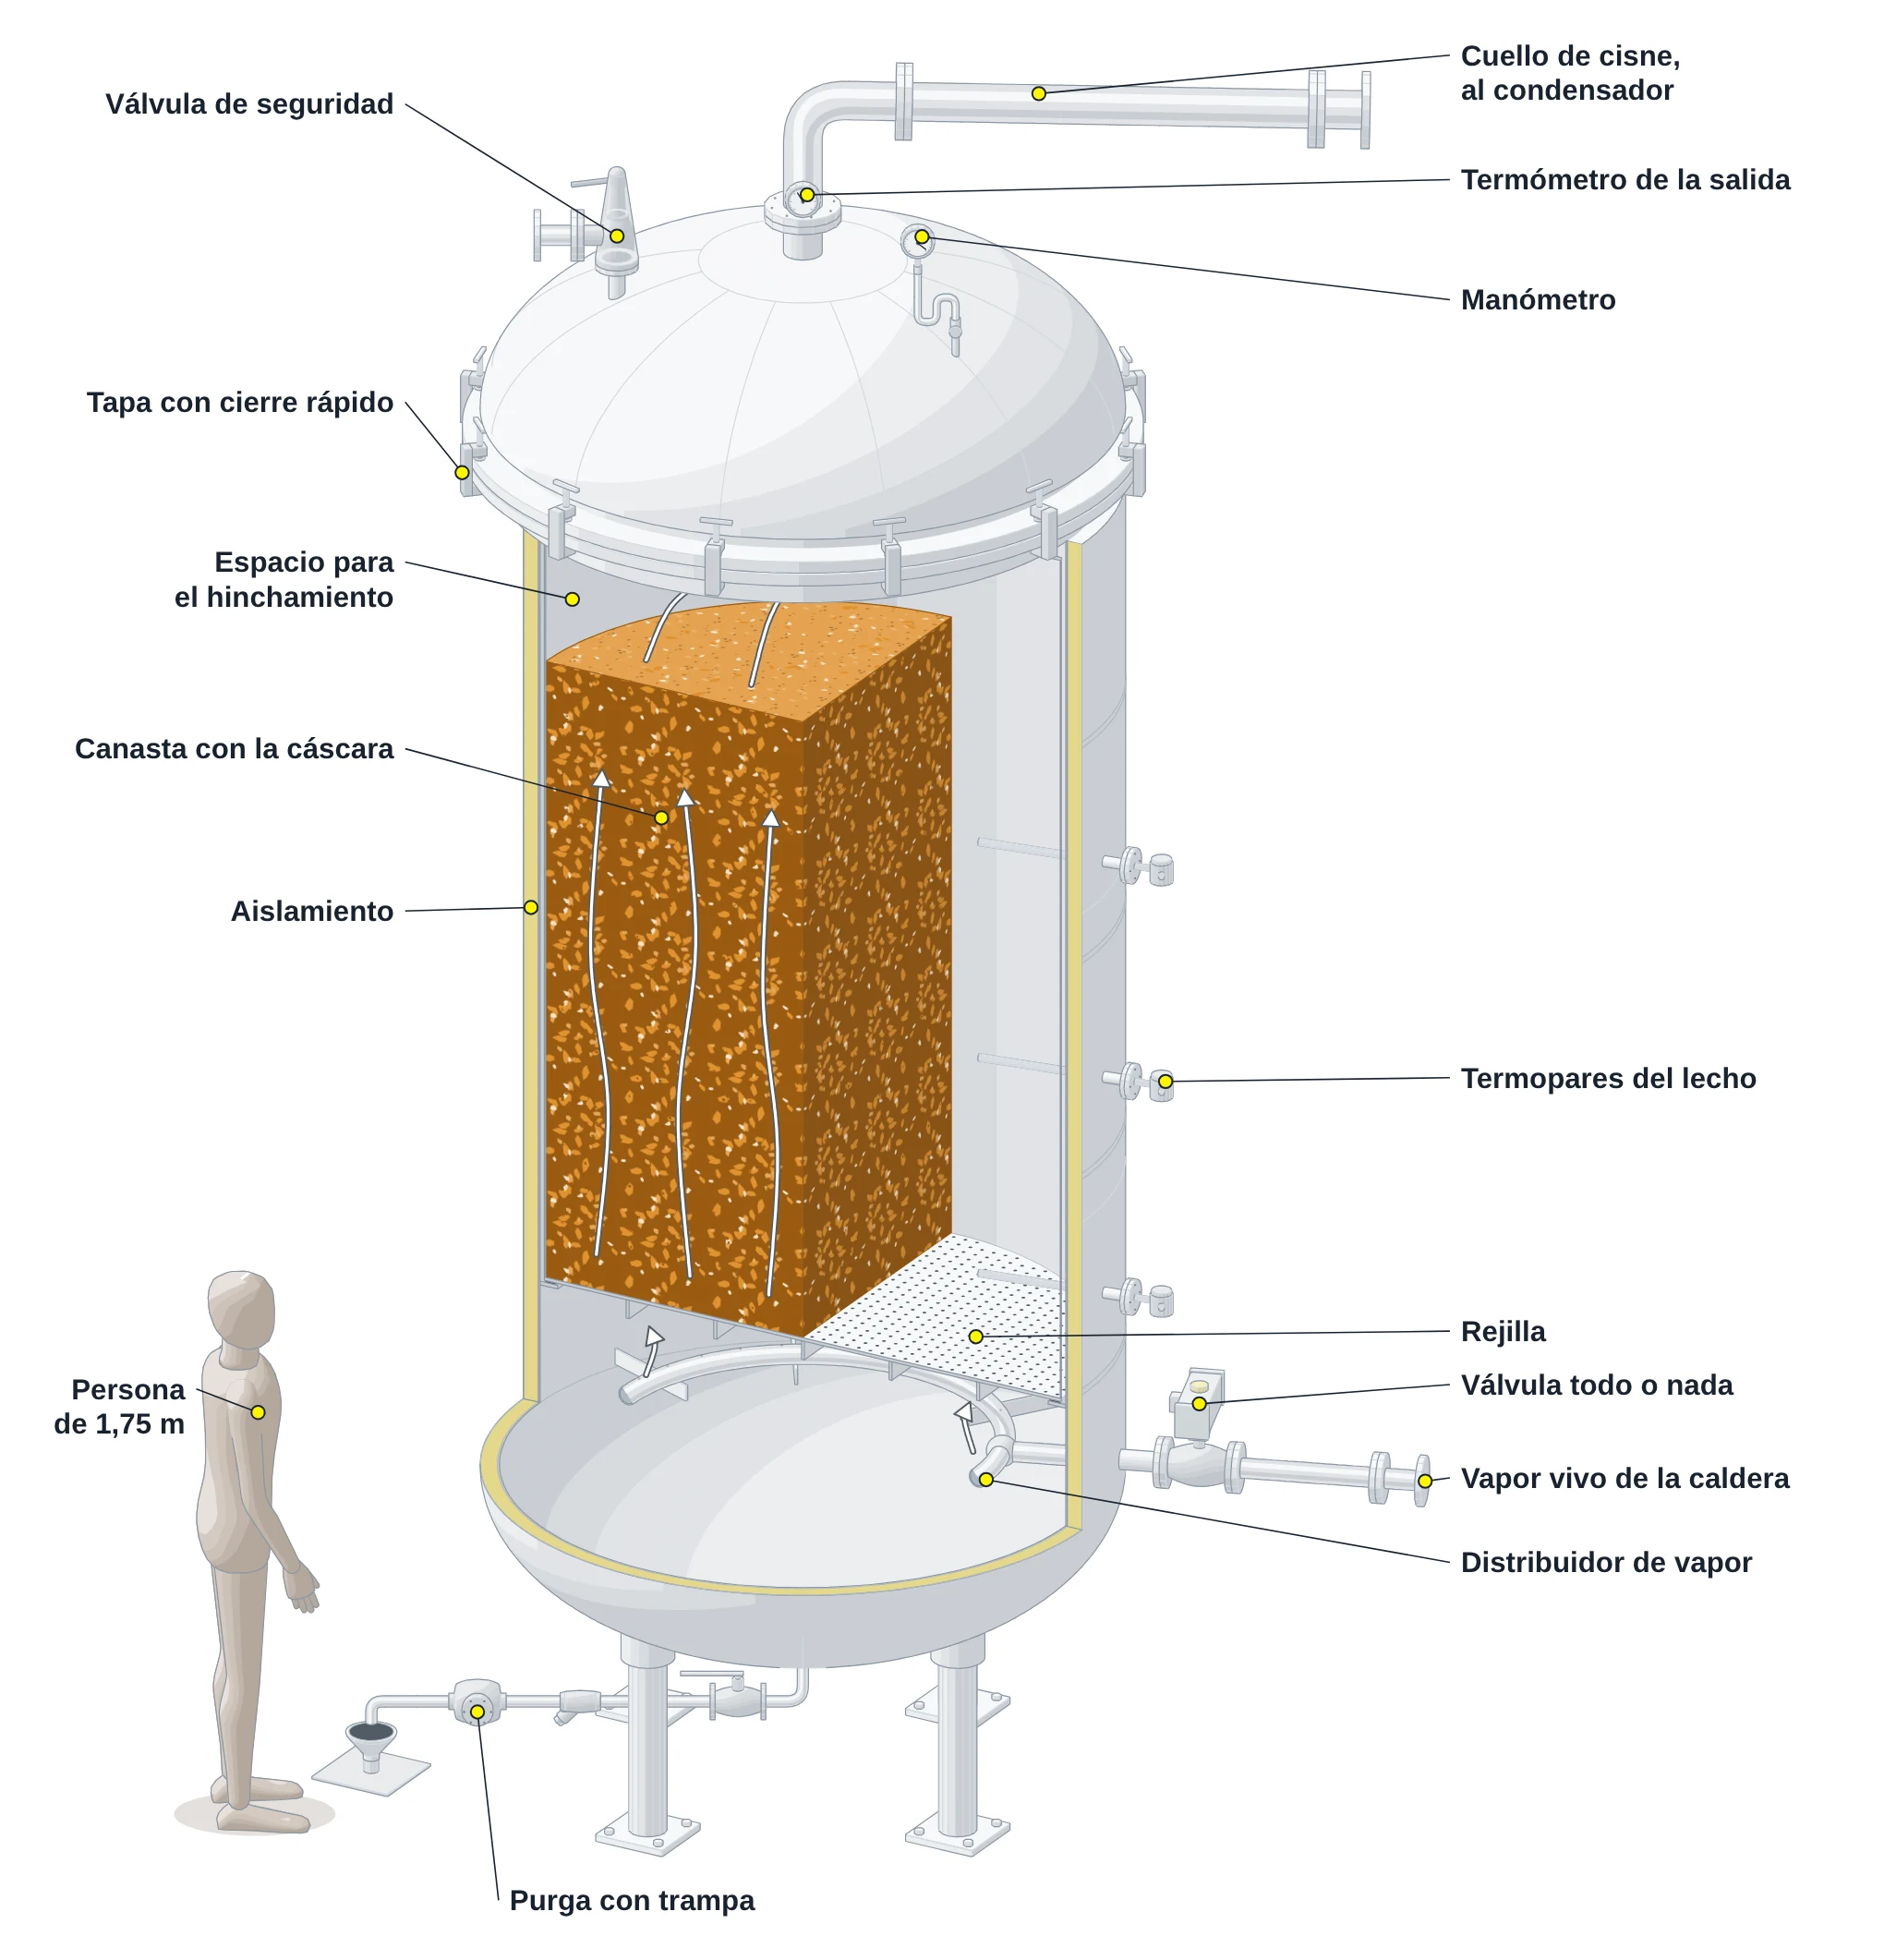 Cuello de cisne,
al condensador
Válvula de seguridad
Termómetro de la salida
Manómetro
Tapa con cierre rápido
Espacio para
el hinchamiento
Canasta con la cáscara
Aislamiento
Termopares del lecho
Rejilla
Válvula todo o nada
Persona
de 1,75 m
Vapor vivo de la caldera
Distribuidor de vapor
Purga con trampa